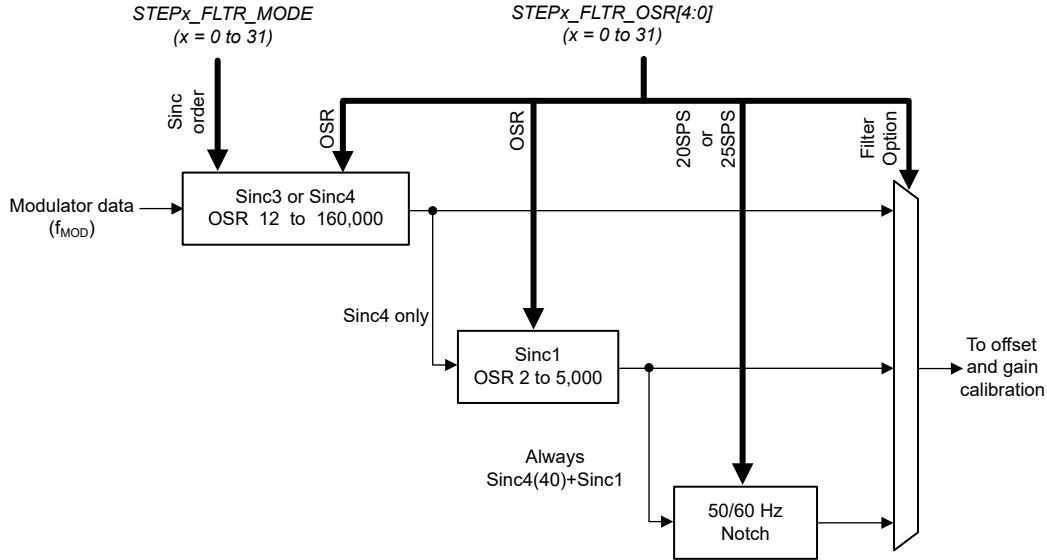 STEPx_FLTR_MODE
(x = 0 to 31)
STEPx_FLTR_OSR[4:0]
(x = 0 to 31)
Sinc
order
OSR
OSR
20SPS
or
25SPS
Filter
Option
Modulator data
(fMOD)
Sinc3 or Sinc4
OSR 12 to 160,000
Sinc4 only
Sinc1
OSR 2 to 5,000
To offset
and gain
calibration
Always
Sinc4(40)+Sinc1
50/60 Hz
Notch